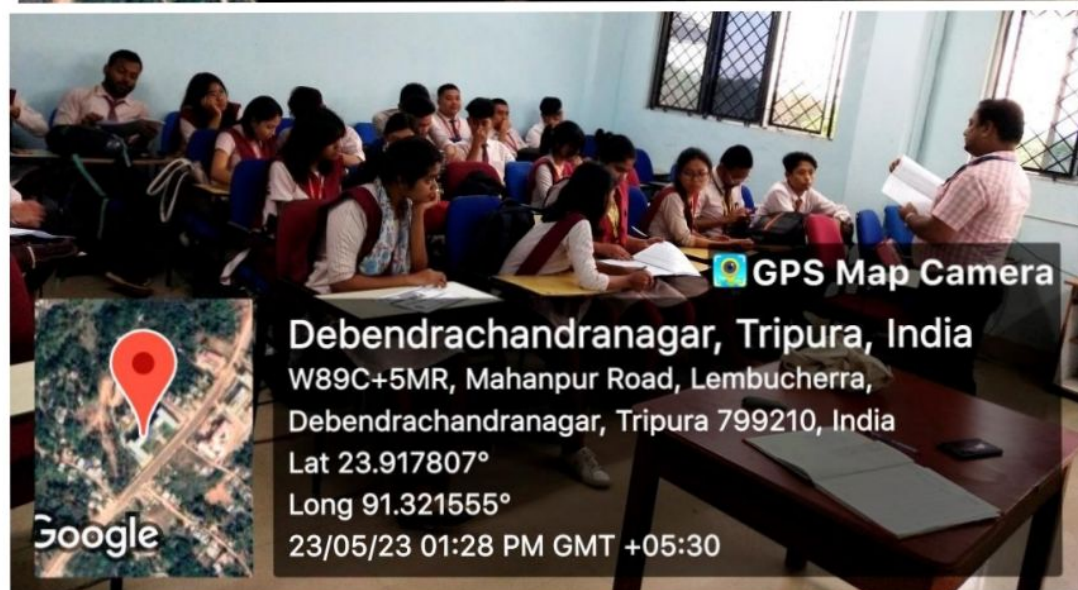 GPS Map Camera
Debendrachandranagar, Tripura, India
W89C+5MR, Mahanpur Road, Lembucherra,
Debendrachandranagar, Tripura 799210, India
Lat 23.917807°
Long 91.321555°
23/05/23 01:28 PM GMT +05:30
Google